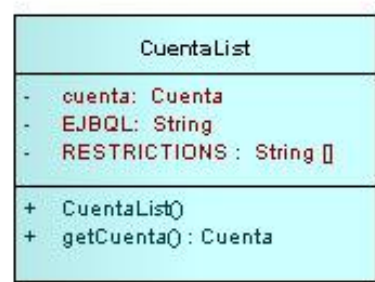 CuentaList
- cuenta: Cuenta
- EJBQL: String
- RESTRICTIONS : String []
+ CuentaList()
+ getCuenta() : Cuenta